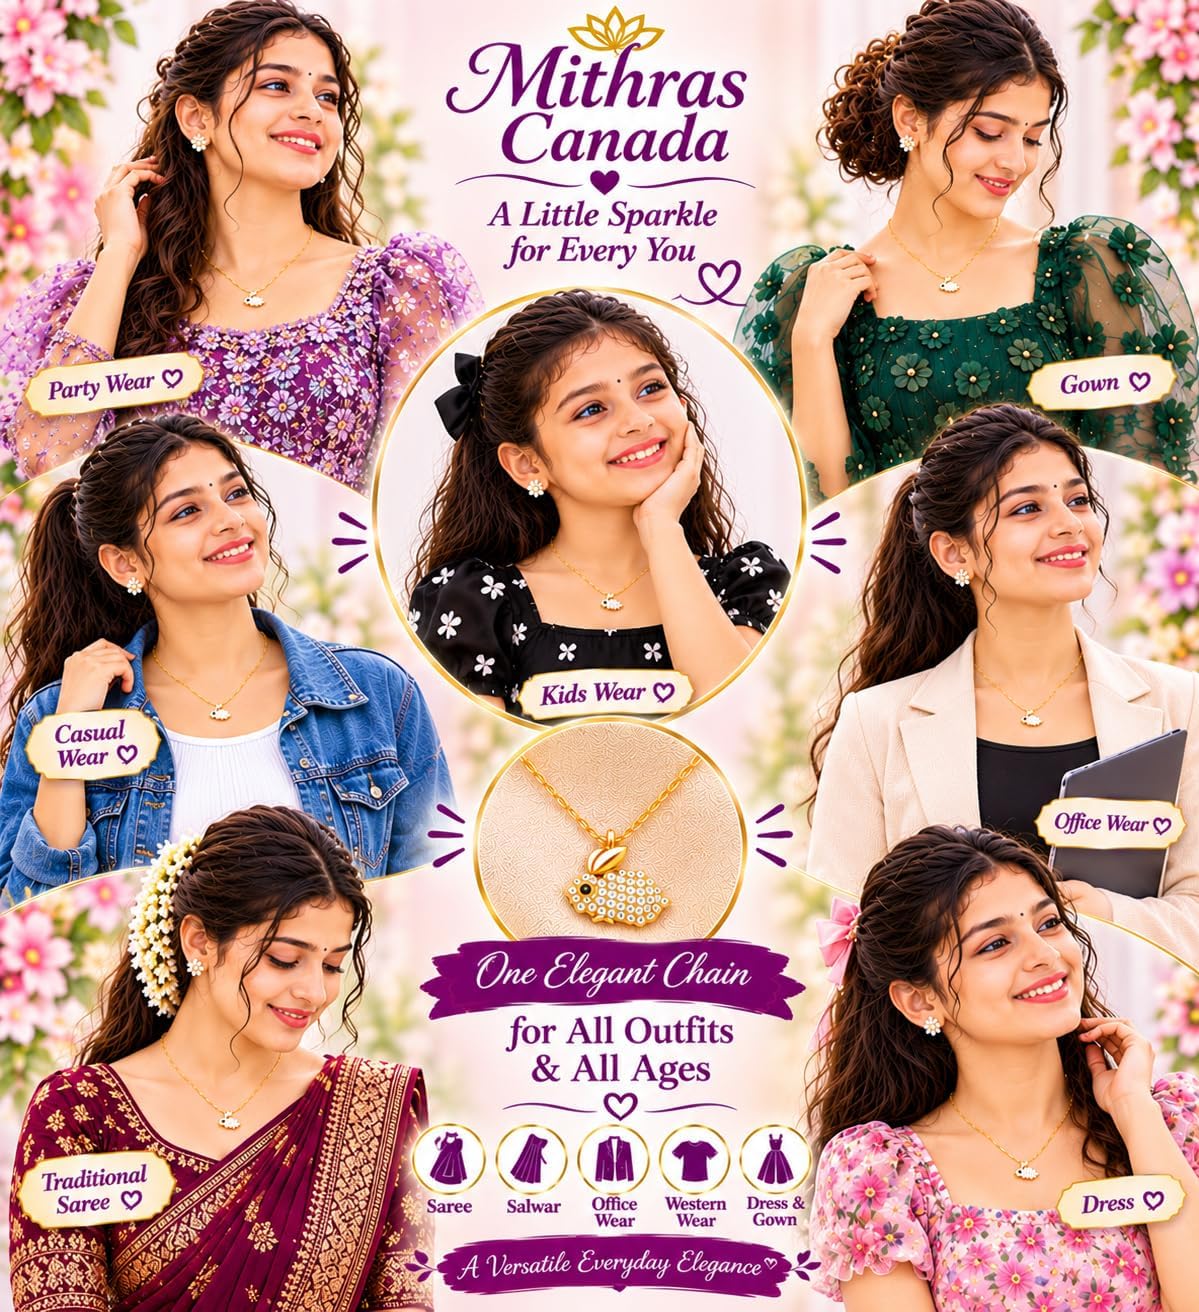 Mithras
Canada
A Little Sparkle
for Every You
Party Wear
Gown
Kids Wear
Casual
Wear
Office Wear
One Elegant Chain
for All Outfits
& All Ages
Traditional
Saree
Dress
Saree
Salwar
Office
Wear
Western
Wear
Dress &
Gown
A Versatile Everyday Elegance